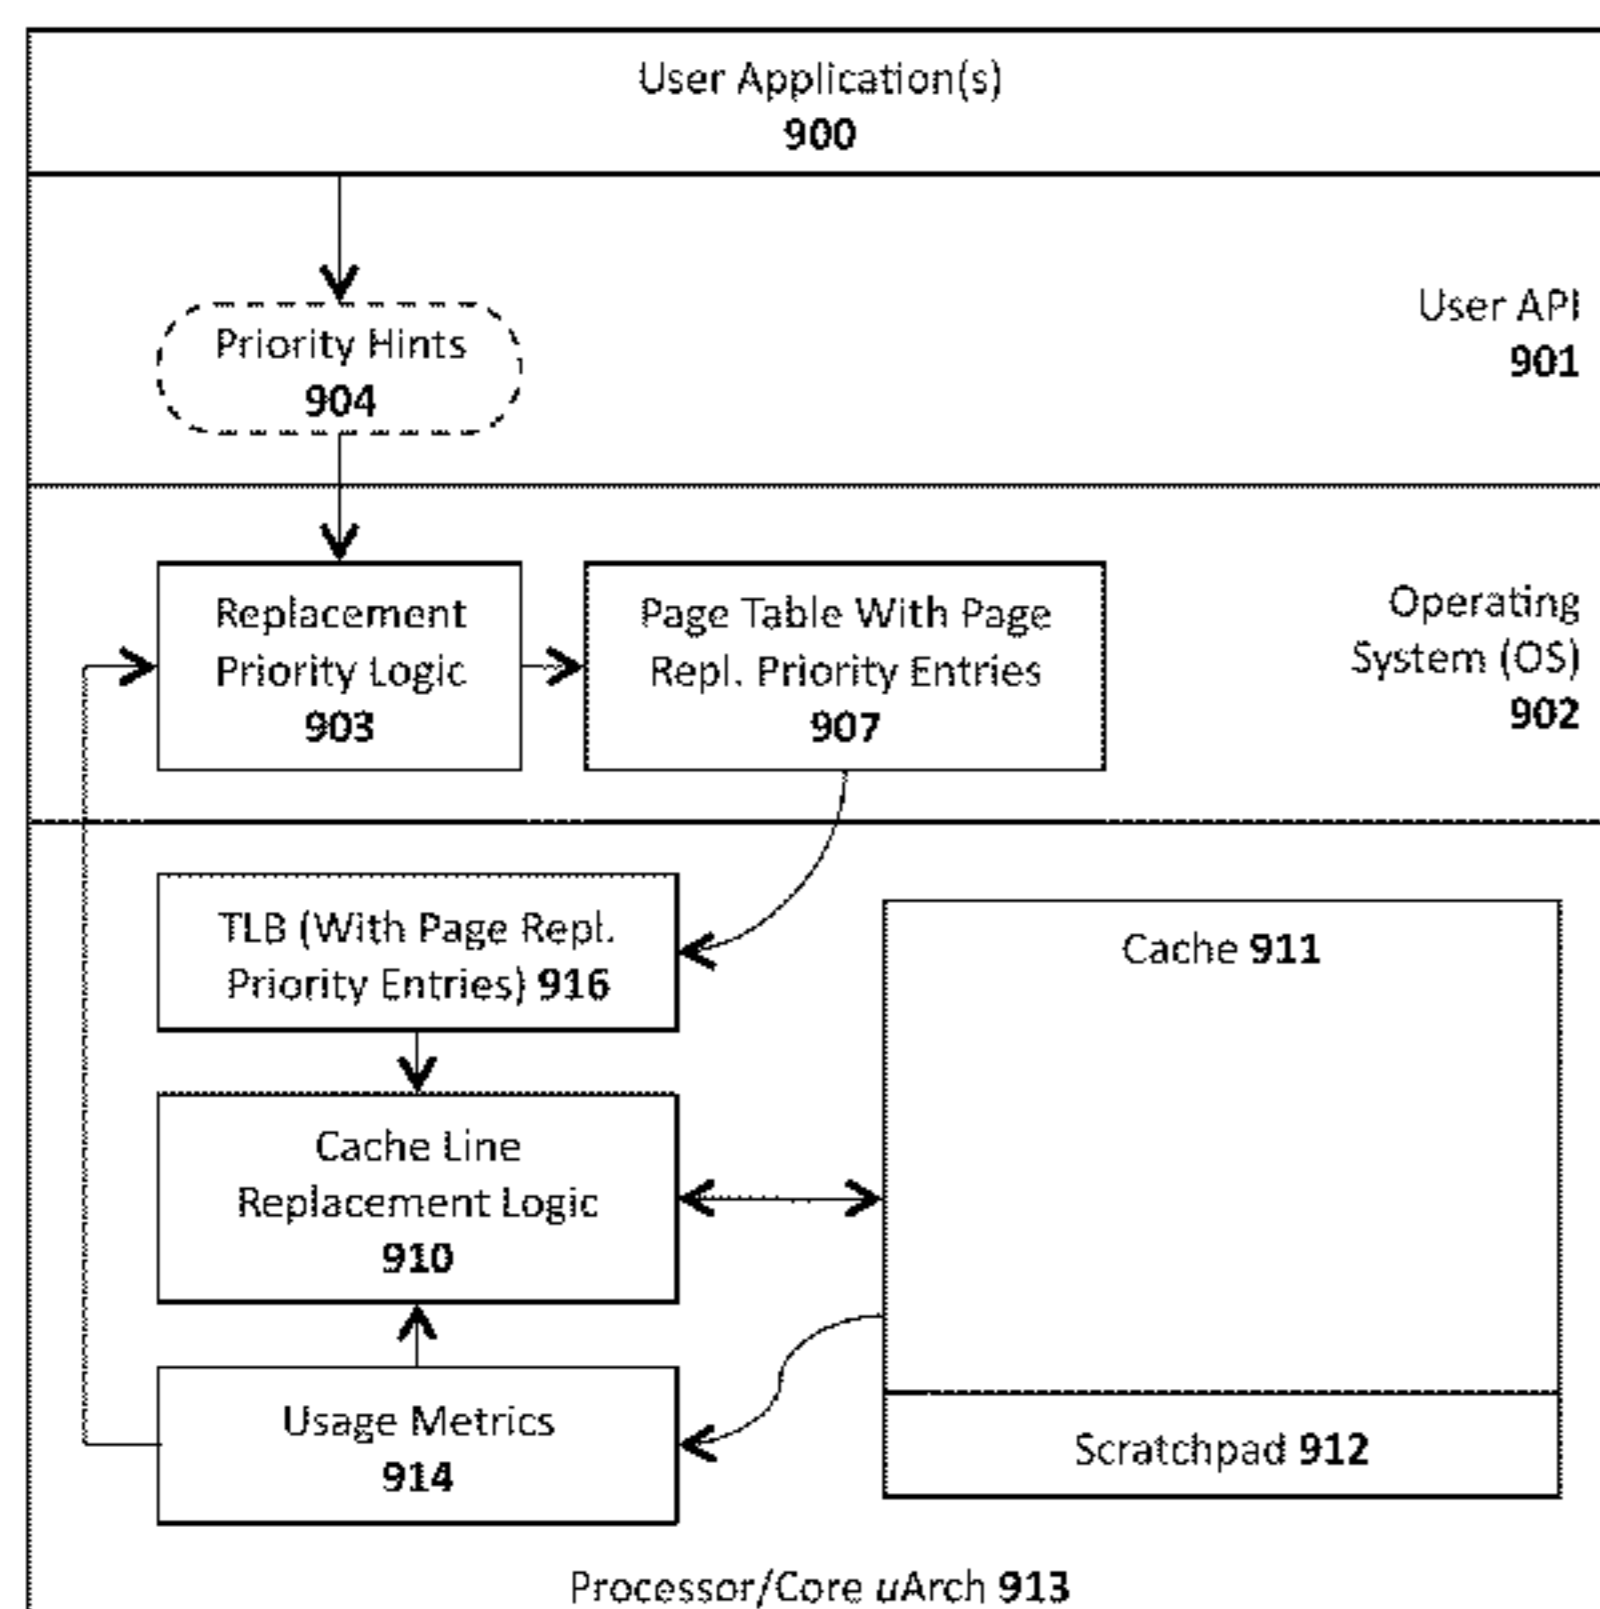 User Application(s)
900
Priority Hints
904
User API
901
Replacement
Priority Logic
903
Page Table With Page
Repl. Priority Entries
907
Operating
System (OS)
902
TLB (With Page Repl.
Priority Entries) 916
Cache Line
Replacement Logic
910
Usage Metrics
914
Cache 911
Scratchpad 912
Processor/Core uArch 913